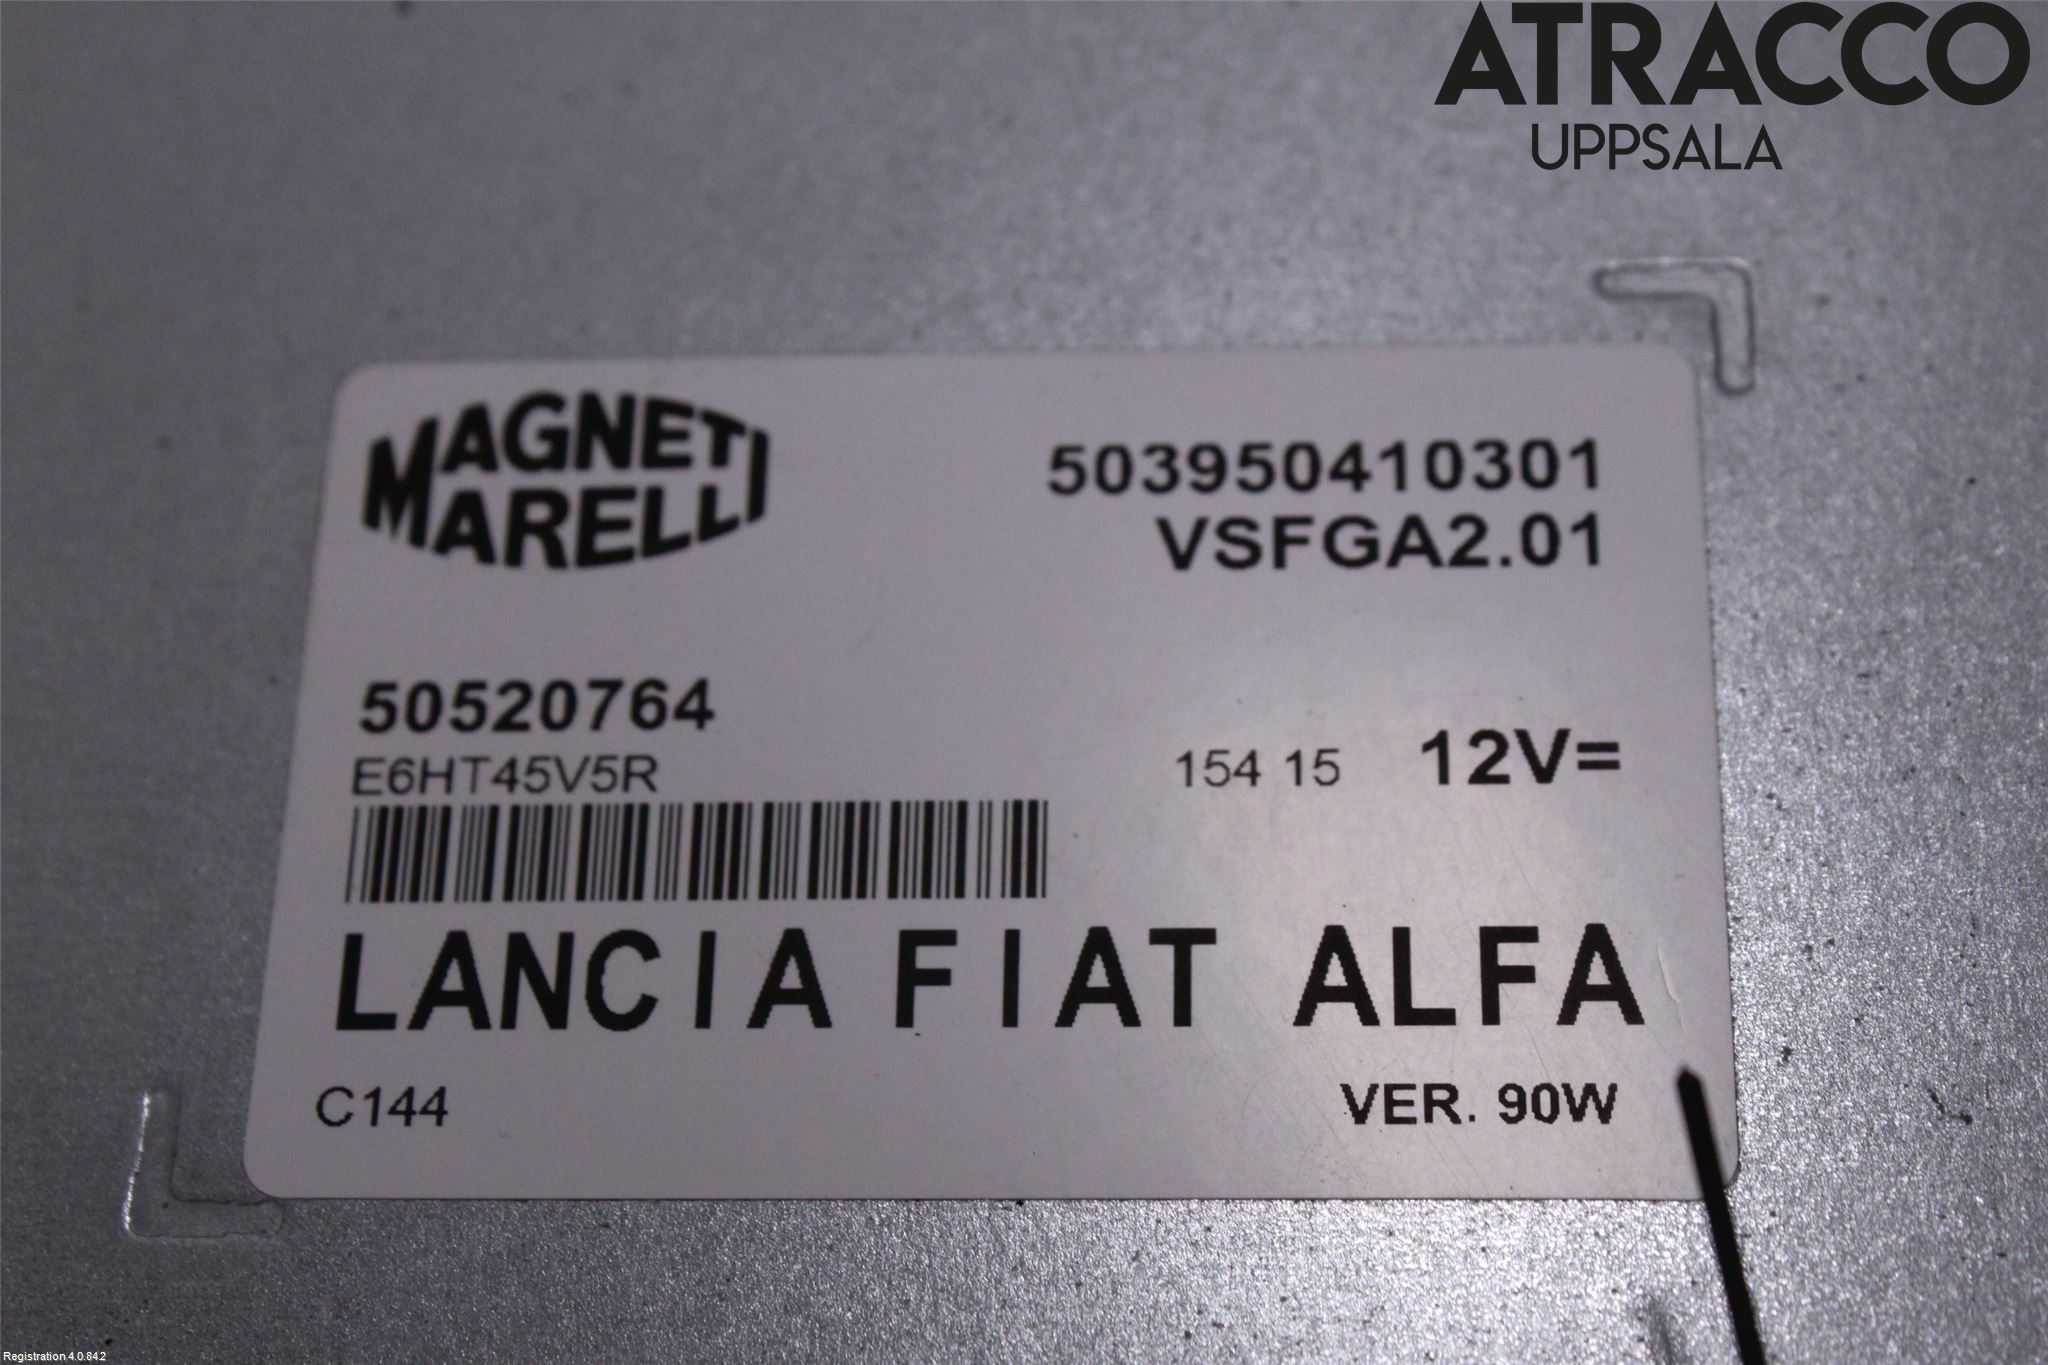 ATRACCO
UPPSALA
MAGNETI
MARELLI
503950410301
VSFGA2.01
50520764
E6HT45V5R
154 15 12V=
LANCIA FIAT ALFA
C144 VER. 90W
Registration 4.0.84.2